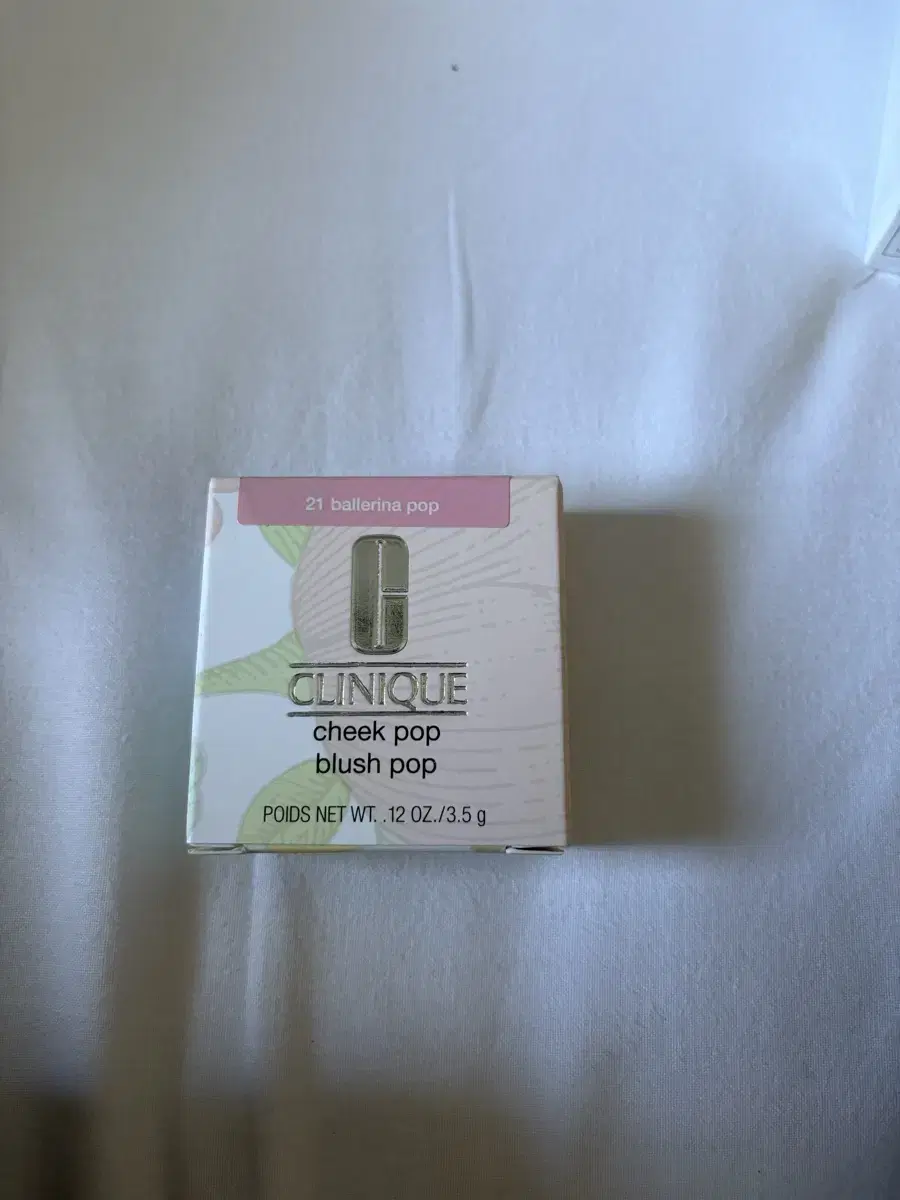 21 ballerina pop
CLINIQUE
cheek pop
blush pop
POIDS NET WT. .12 OZ./3.5 g